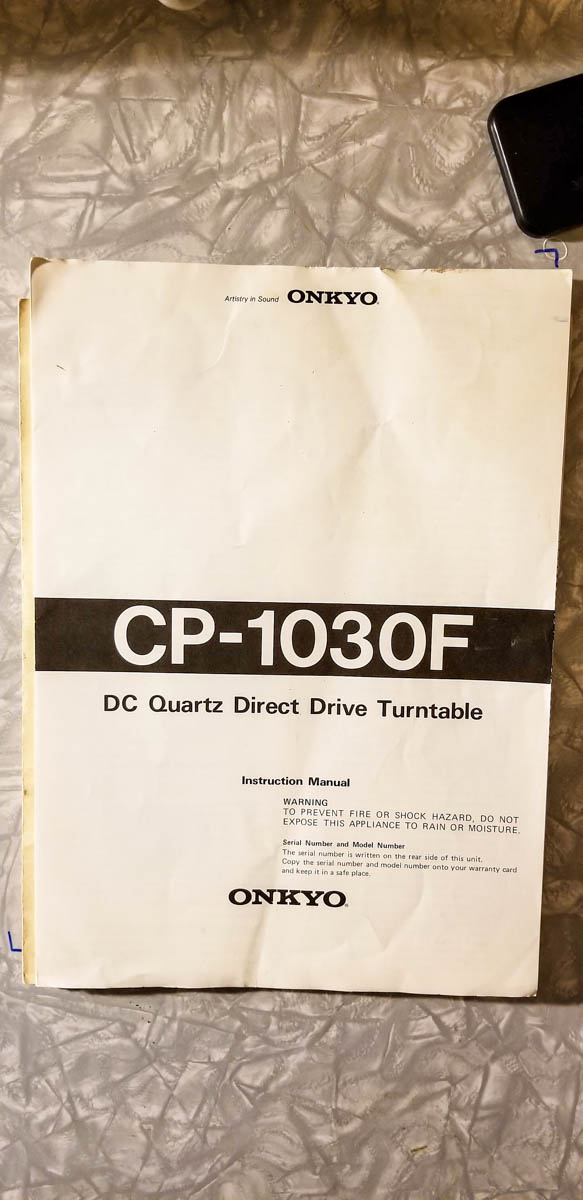 Artistry in Sound ONKYO®
CP-1030F
DC Quartz Direct Drive Turntable
Instruction Manual
WARNING
TO PREVENT FIRE OR SHOCK HAZARD, DO NOT
EXPOSE THIS APPLIANCE TO RAIN OR MOISTURE.
Serial Number and Model Number
The serial number is written on the rear side of this unit.
Copy the serial number and model number onto your warranty card
and keep it in a safe place.
ONKYO®